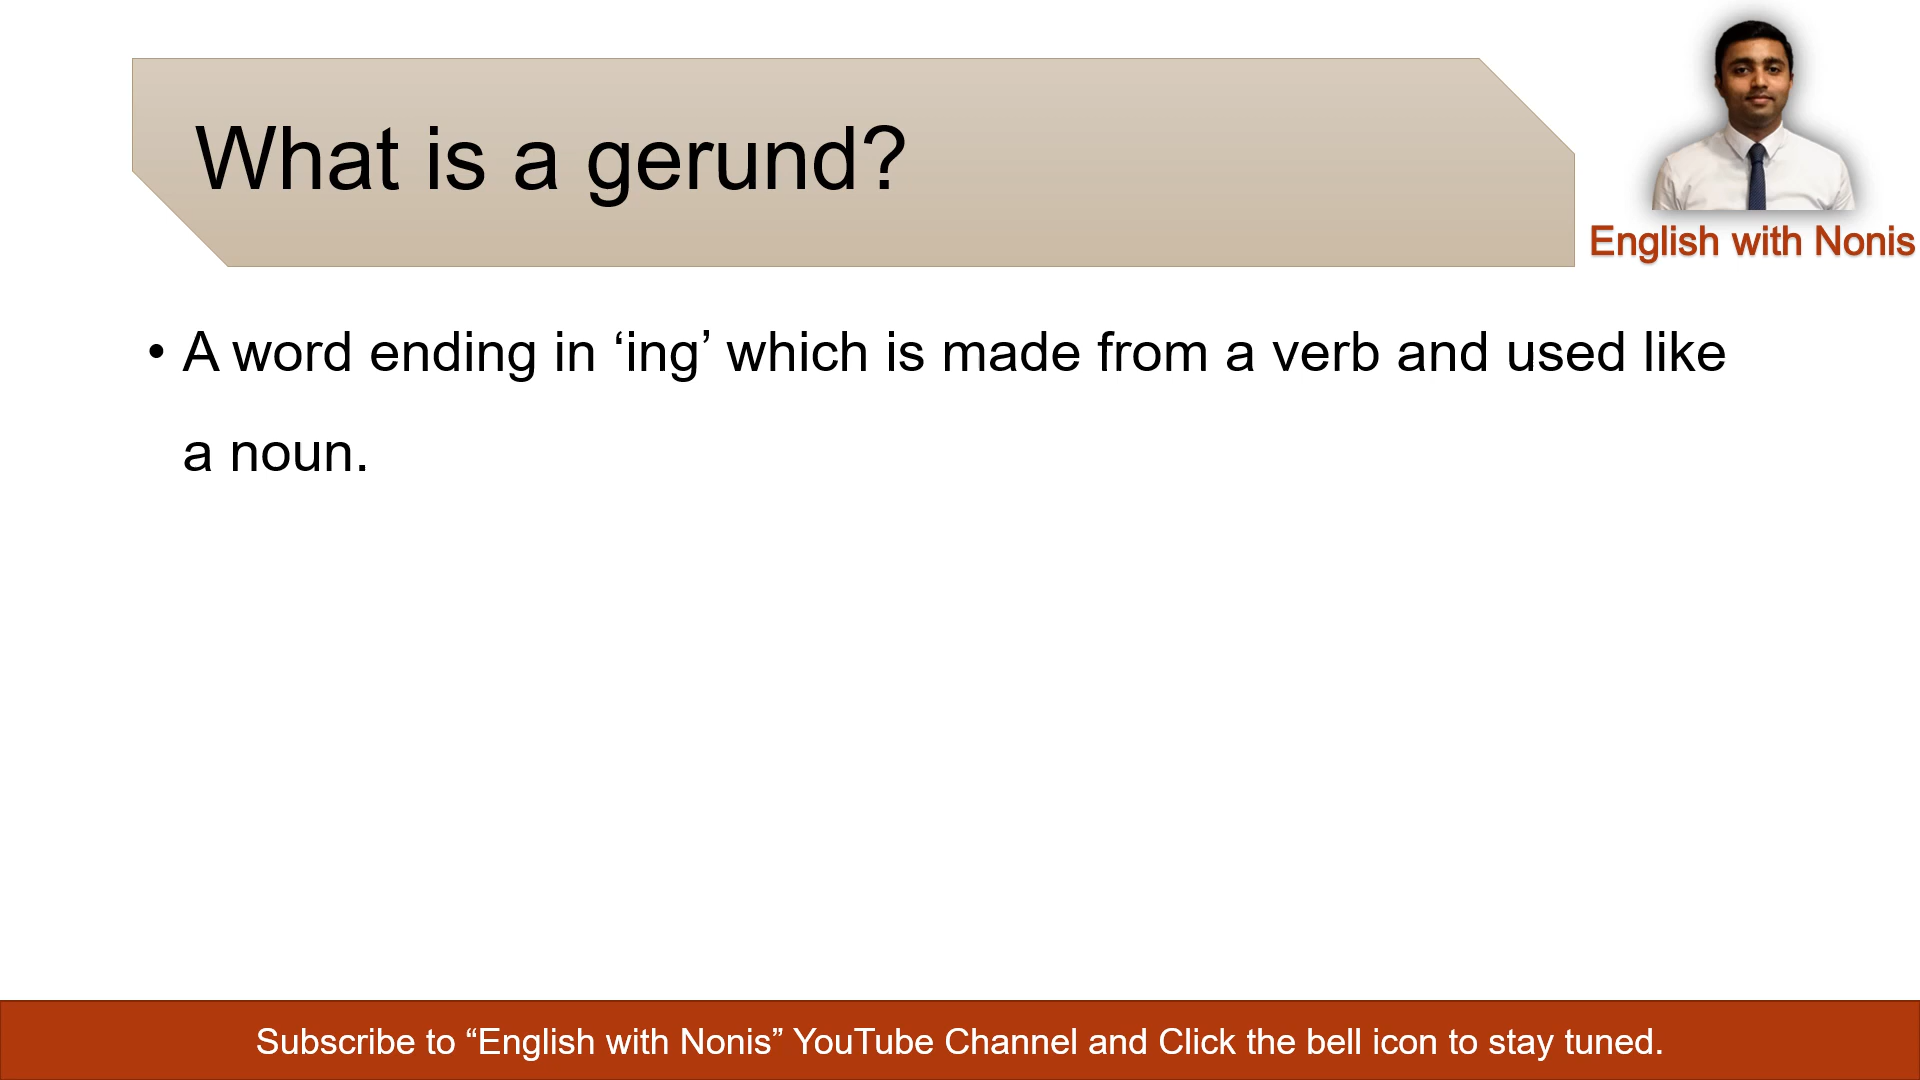 What is a gerund?
English with Nonis
• A word ending in ‘ing’ which is made from a verb and used like
a noun.
Subscribe to “English with Nonis” YouTube Channel and Click the bell icon to stay tuned.